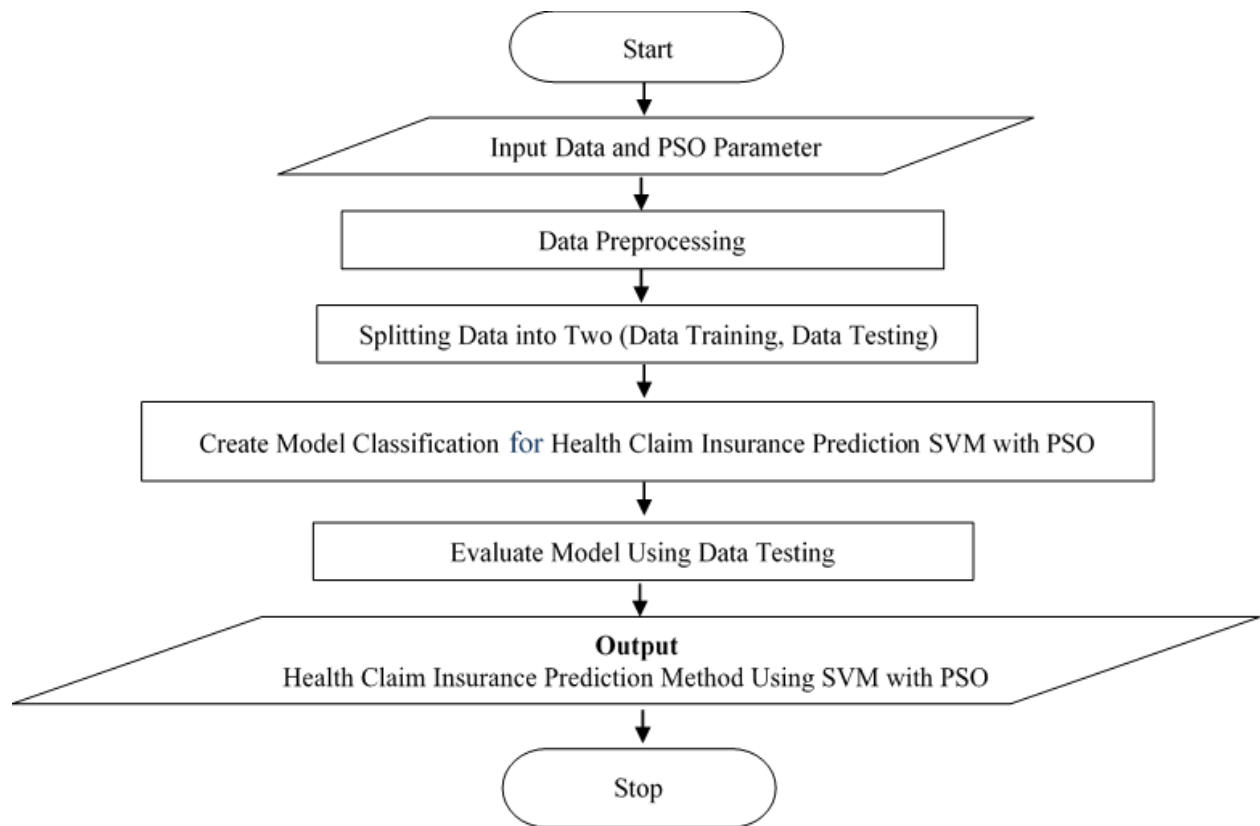 Start
Input Data and PSO Parameter
Data Preprocessing
Splitting Data into Two (Data Training, Data Testing)
Create Model Classification for Health Claim Insurance Prediction SVM with PSO
Evaluate Model Using Data Testing
Output
Health Claim Insurance Prediction Method Using SVM with PSO
Stop